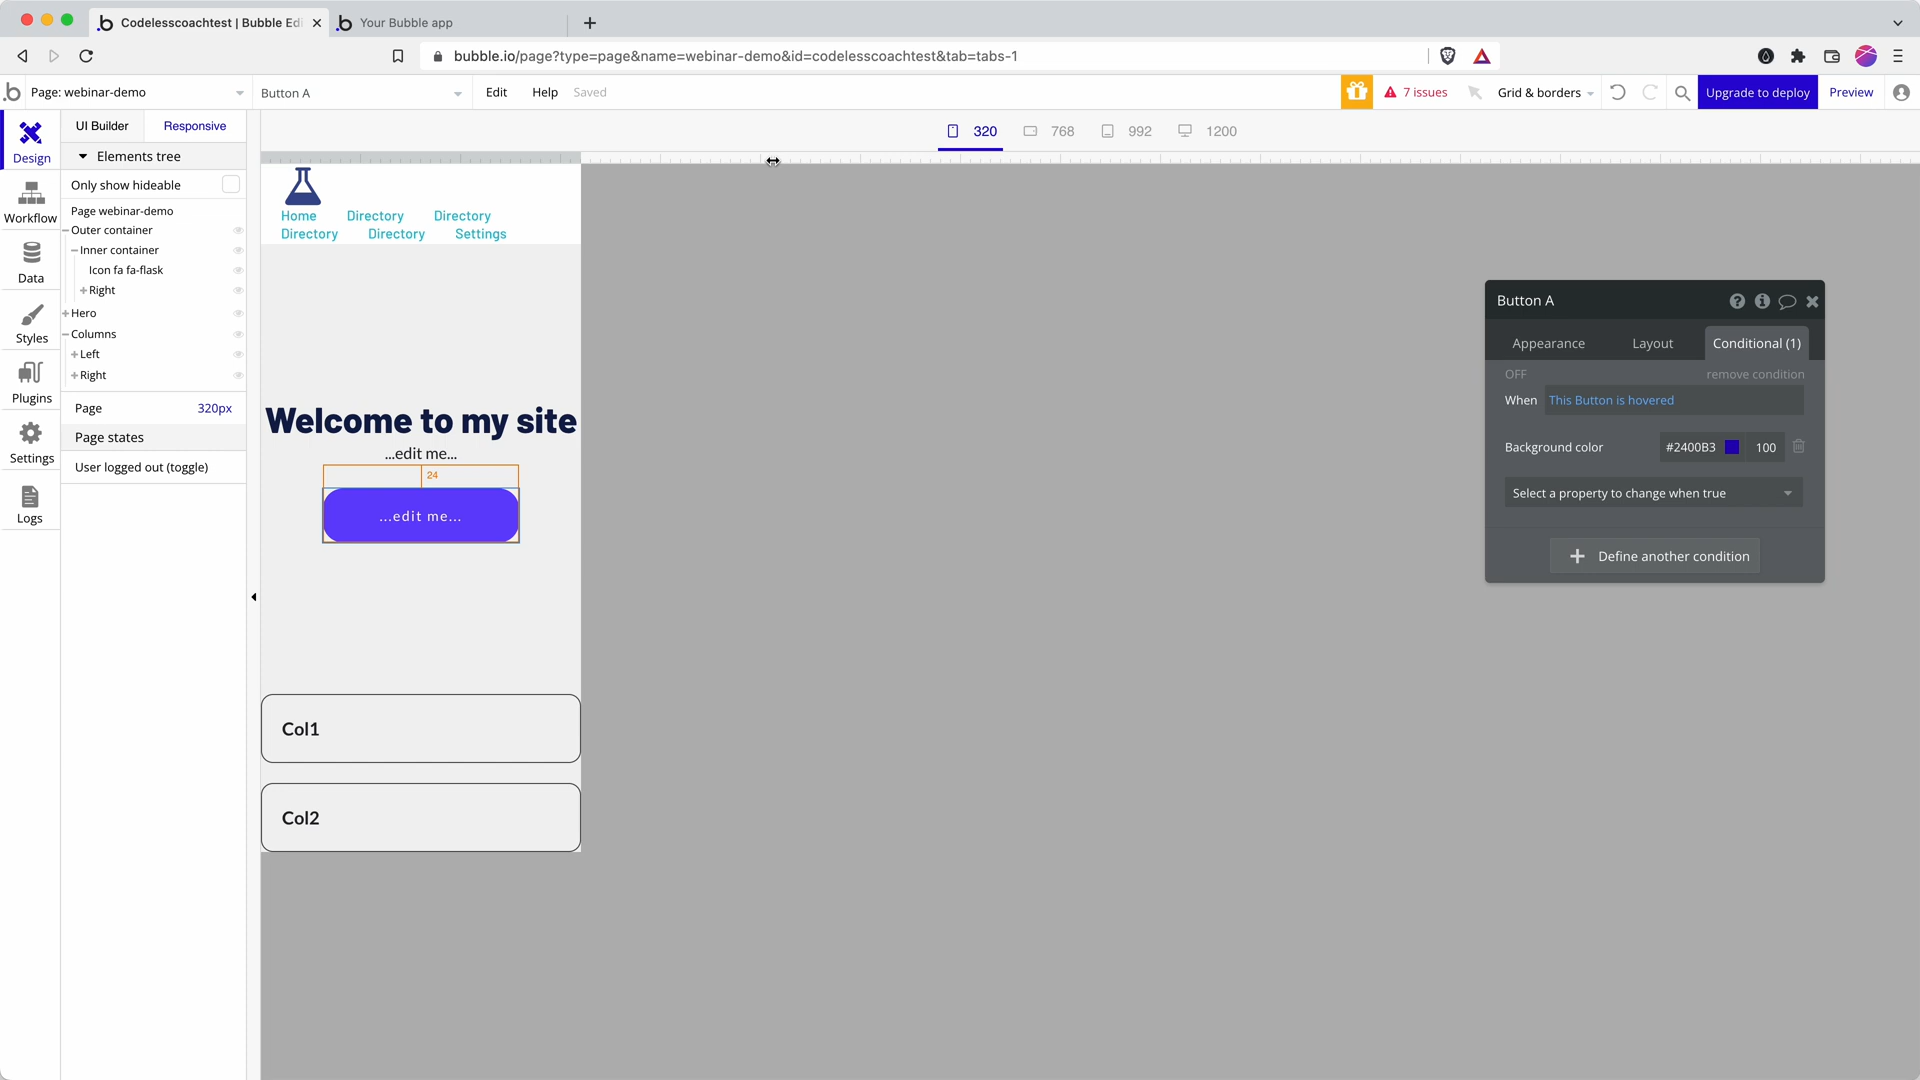 Codelesscoachtest | Bubble Edi
Your Bubble app
bubble.io/page?type=page&name=webinar-demo&id=codelesscoachtest&tab=tabs-1
Page: webinar-demo
Button A
Edit
Help
Saved
7 issues
Grid & borders
Upgrade to deploy
Preview
UI Builder
Responsive
320
768
992
1200
Design
Elements tree
Only show hideable
Page webinar-demo
Outer container
Inner container
Icon fa fa-flask
Right
Hero
Columns
Left
Right
Page
320px
Page states
User logged out (toggle)
Workflow
Data
Styles
Plugins
Settings
Logs
Home Directory Directory
Directory Directory Settings
Welcome to my site
...edit me...
24
...edit me...
Col1
Col2
Button A
Appearance
Layout
Conditional (1)
OFF
remove condition
When This Button is hovered
Background color
#2400B3
100
Select a property to change when true
Define another condition